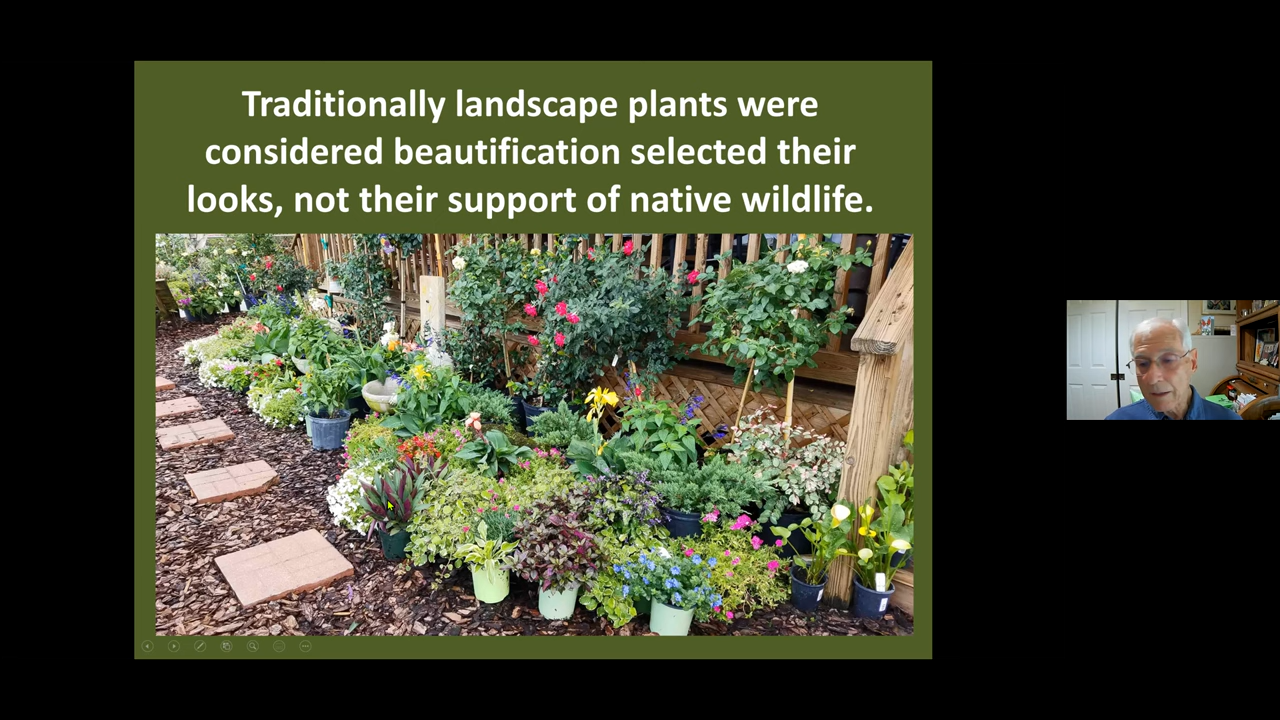 Traditionally landscape plants were
considered beautification selected their
looks, not their support of native wildlife.